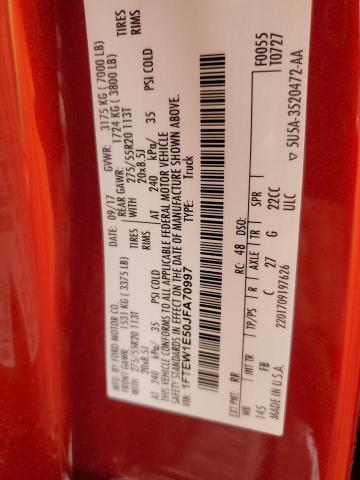 MFD. BY FORD MOTOR CO.
DATE: 09/17 GVWR: 3175 KG ( 7000 LB)
FRONT GAWR: 1531 KG ( 3375 LB) REAR GAWR: 1724 KG ( 3800 LB)
WITH 275/55R20 113T TIRES 275/55R20 113T TIRES
20x8.5J RIMS 20x8.5J RIMS
AT 240 kPa/ 35 PSI COLD AT 240 kPa/ 35 PSI COLD
THIS VEHICLE CONFORMS TO ALL APPLICABLE FEDERAL MOTOR VEHICLE
SAFETY STANDARDS IN EFFECT ON THE DATE OF MANUFACTURE SHOWN ABOVE.
VIN: 1FTEW1E50JFA70997 TYPE: Truck
F0055
T0727
EXT PNT: RR RC: 48 DSO:
WB INT TR TP/PS R AXLE TR SPR
145 FB C 27 G 22CC
MADE IN U.S.A. ULC
2201709197626
5U5A-3520472-AA